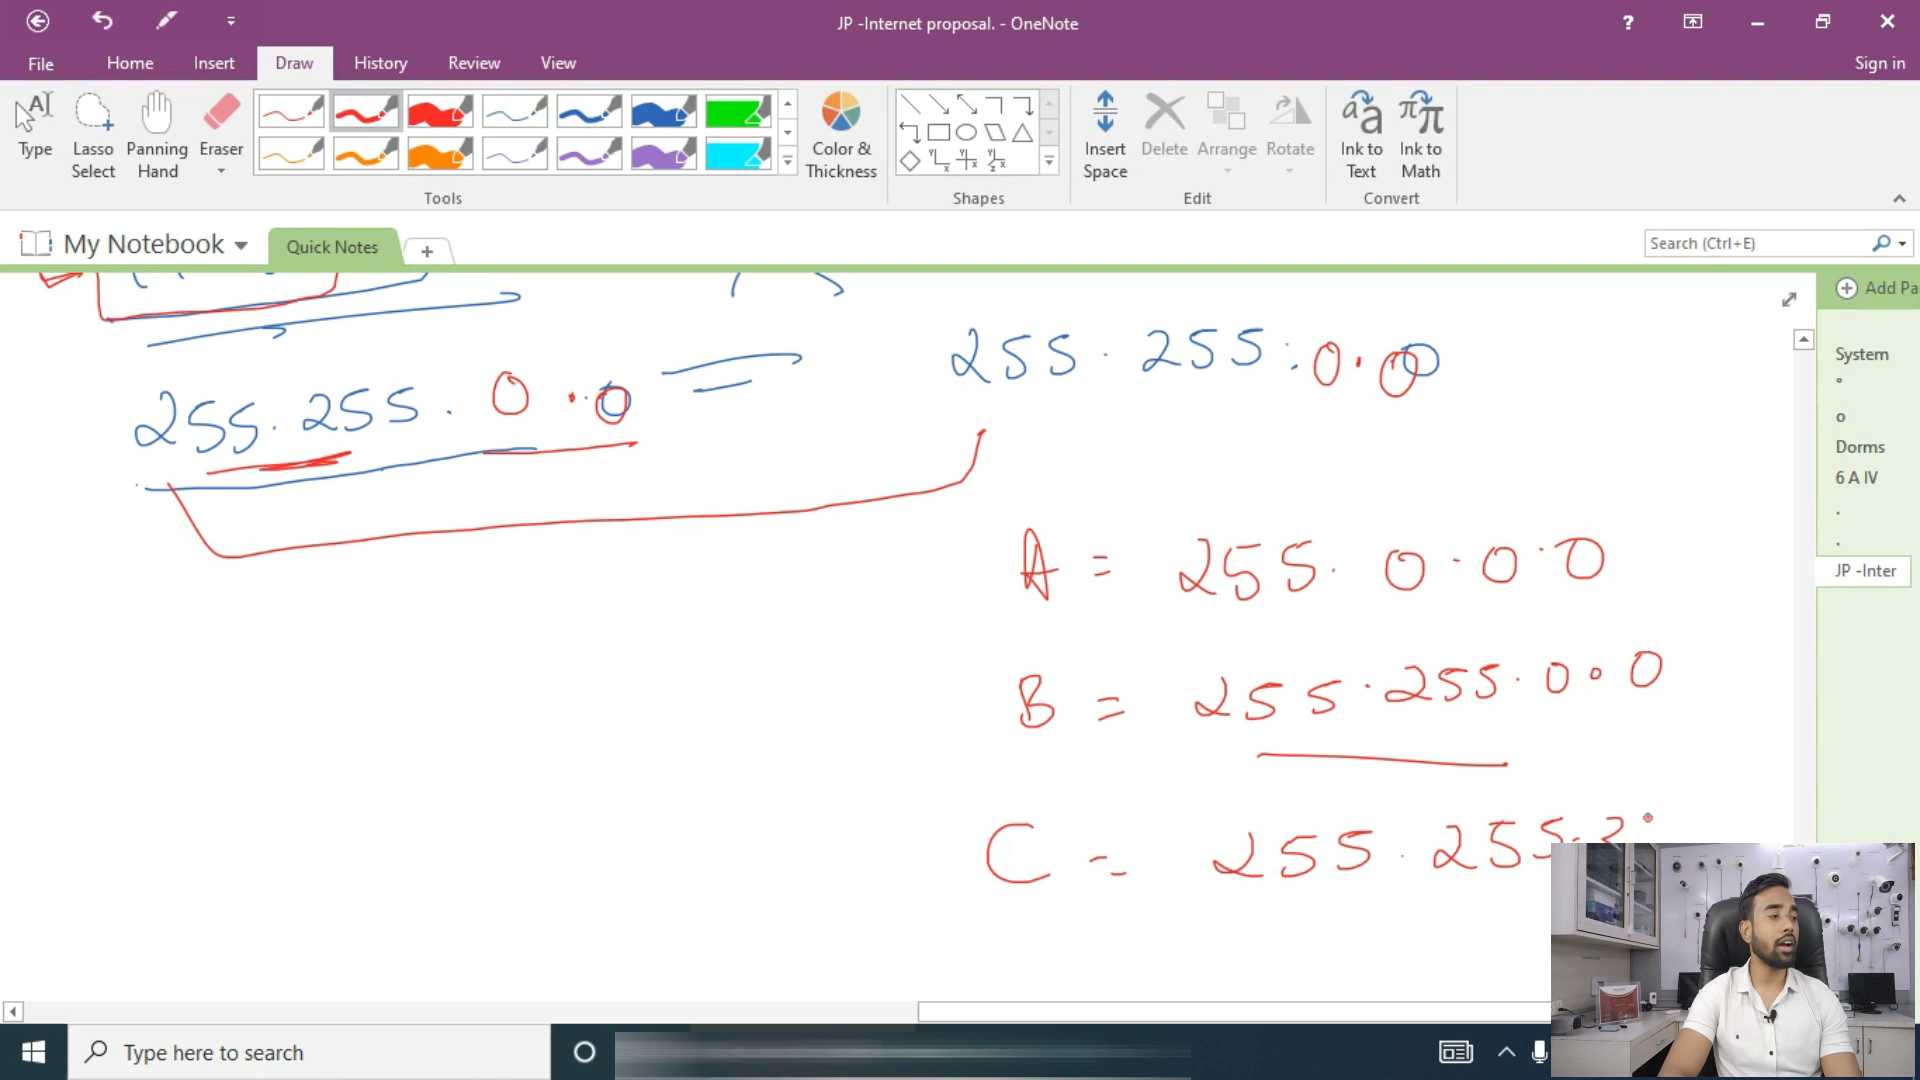 JP -Internet proposal. - OneNote
File Home Insert Draw History Review View Sign in
Type
Lasso Select
Panning Hand
Eraser
Color & Thickness
Insert Space
Delete
Arrange
Rotate
Ink to Text
Ink to Math
Tools Shapes Edit Convert
My Notebook Quick Notes + Search (Ctrl+E)
Add Pa
System
o
Dorms
6 A IV
.
.
JP -Inter
255.255.0.0
255.255.0.0
A = 255.0.0.0
B = 255.255.0.0
C = 255.255.
Type here to search